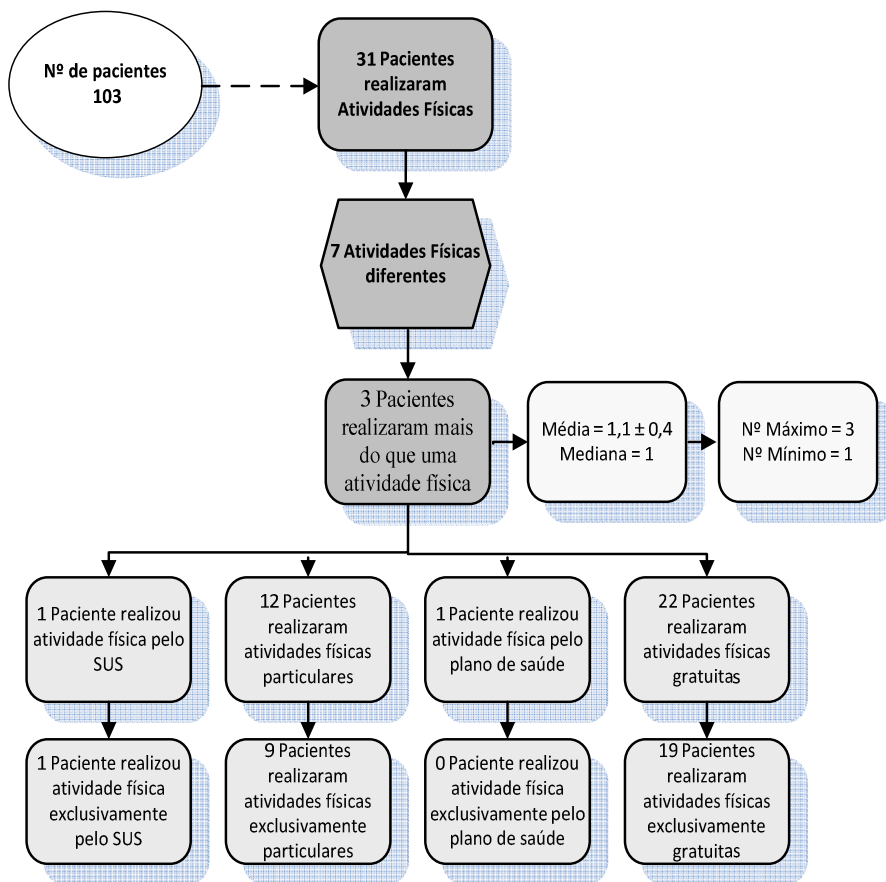 Nº de pacientes
103
31 Pacientes
realizaram
Atividades Físicas
7 Atividades Físicas
diferentes
3 Pacientes
realizaram mais
do que uma
atividade física
Média = 1,1 ± 0,4
Mediana = 1
Nº Máximo = 3
Nº Mínimo = 1
1 Paciente realizou
atividade física pelo
SUS
12 Pacientes
realizaram
atividades físicas
particulares
1 Paciente realizou
atividade física pelo
plano de saúde
22 Pacientes
realizaram
atividades físicas
gratuitas
1 Paciente realizou
atividade física
exclusivamente
pelo SUS
9 Pacientes
realizaram
atividades físicas
exclusivamente
particulares
0 Paciente realizou
atividade física
exclusivamente pelo
plano de saúde
19 Pacientes
realizaram
atividades físicas
exclusivamente
gratuitas